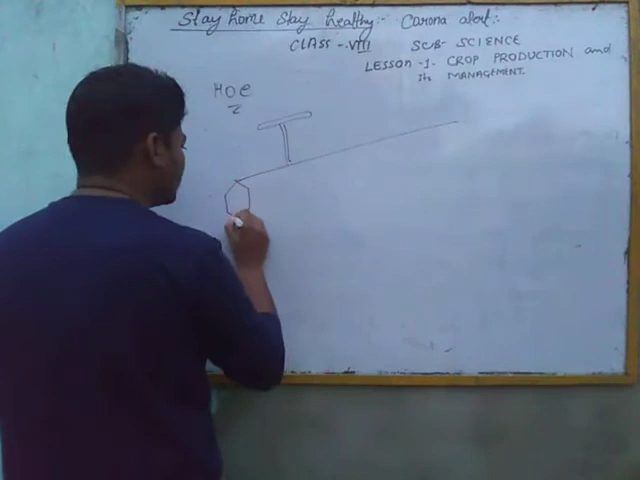 Stay home Stay healthy:- Carona alert:-
CLASS -: VIII SUB- SCIENCE
LESSON -1. CROP PRODUCTION and
Its MANAGEMENT.
HOE